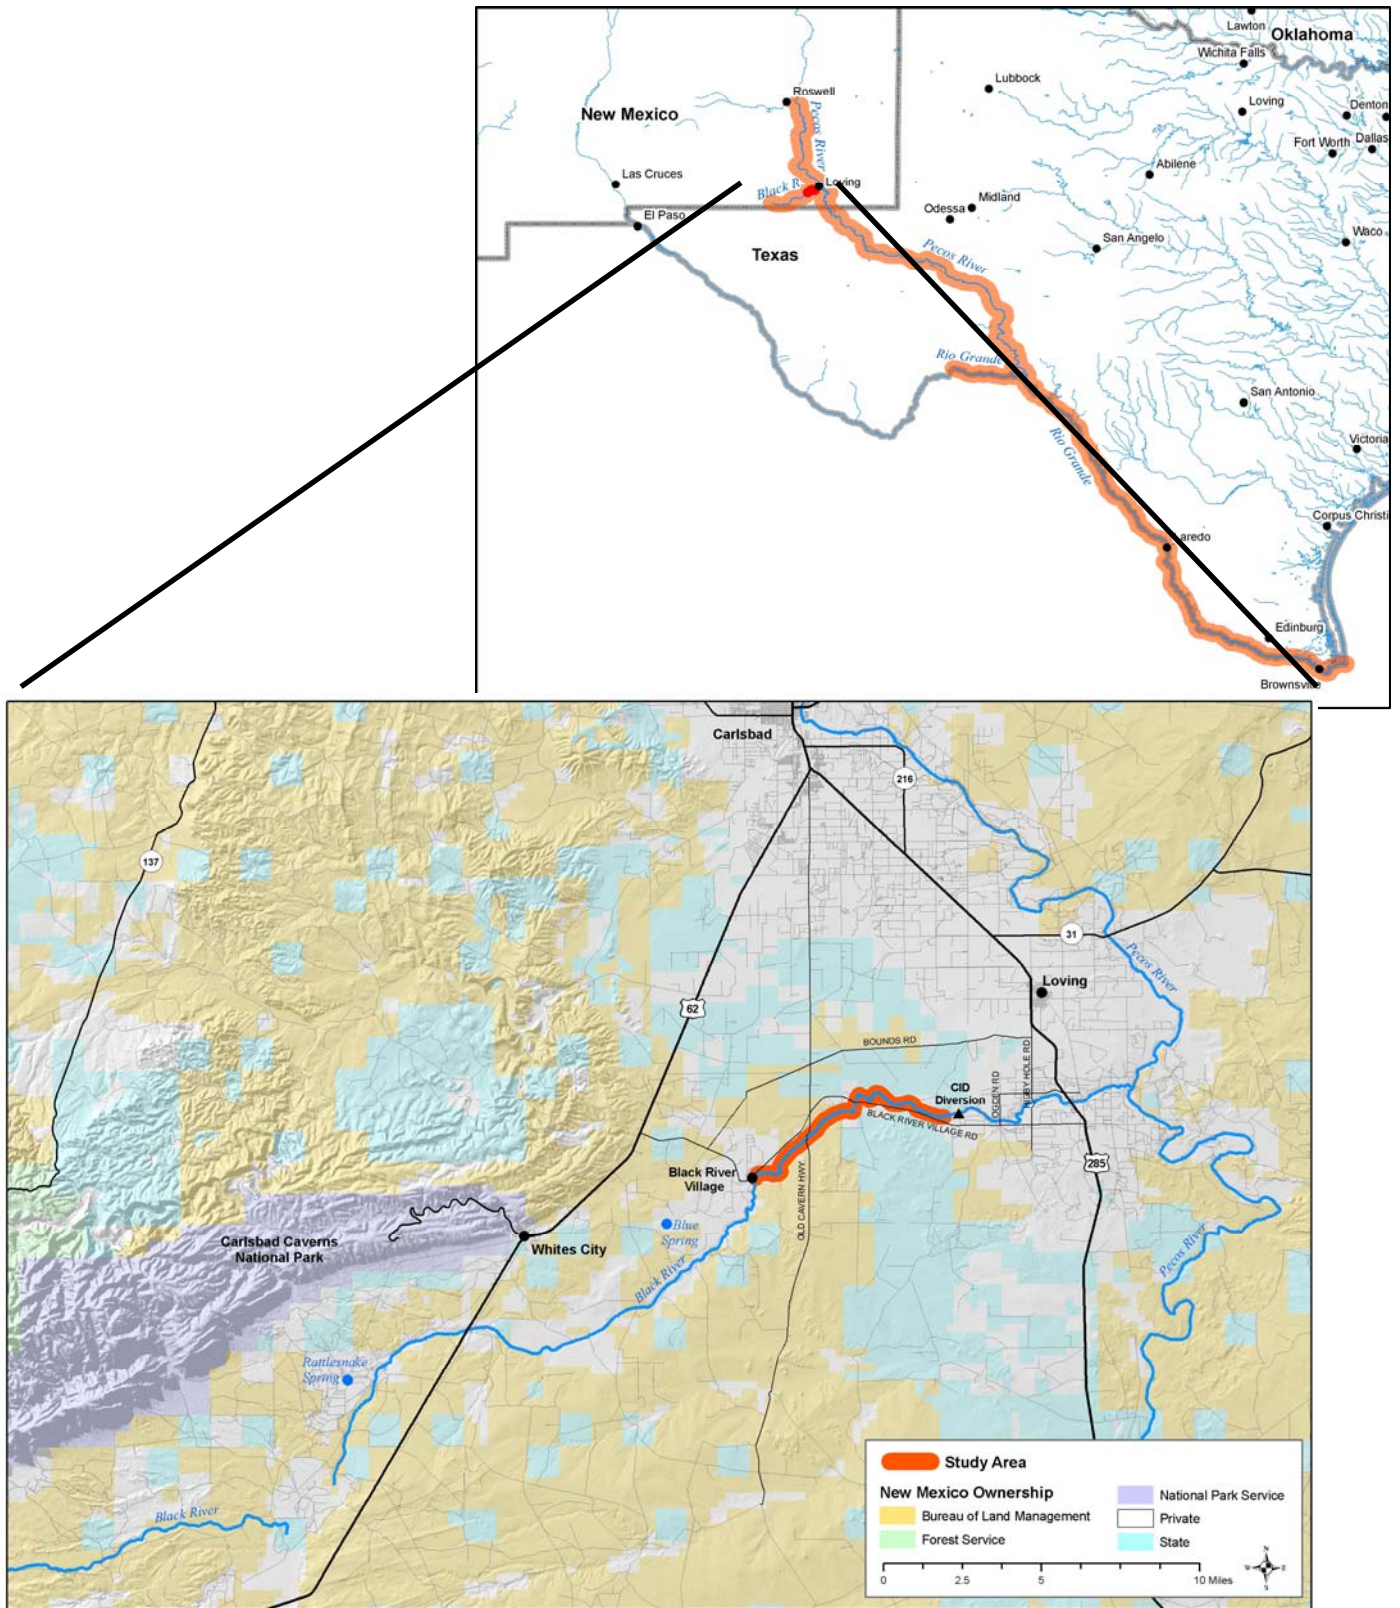 Lawton
Oklahoma
Wichita Falls
Lubbock
Roswell
Loving
Denton
New Mexico
Pecos River
Fort Worth
Dallas
Abilene
Las Cruces
Black R.
Loving
Midland
Odessa
El Paso
Waco
San Angelo
Texas
Pecos River
Rio Grande
San Antonio
Rio Grande
Victoria
Corpus Christi
aredo
Edinburg
Brownsville
Carlsbad
216
137
31
Pecos River
Loving
62
BOUNDS RD
CID
Diversion
OGDEN RD
HIGBY HOLE RD
BLACK RIVER VILLAGE RD
Black River
Village
285
OLD CAVERN HWY
Blue
Spring
Carlsbad Caverns
National Park
Whites City
Pecos River
Black River
Rattlesnake
Spring
Black River
Study Area
New Mexico Ownership
Bureau of Land Management
Forest Service
National Park Service
Private
State
0 2.5 5 10 Miles
N
W E
S